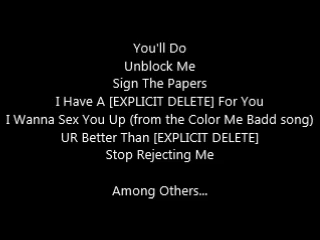 You'll Do
Unblock Me
Sign The Papers
I Have A [EXPLICIT DELETE] For You
I Wanna Sex You Up (from the Color Me Badd song)
UR Better Than [EXPLICIT DELETE]
Stop Rejecting Me
Among Others...